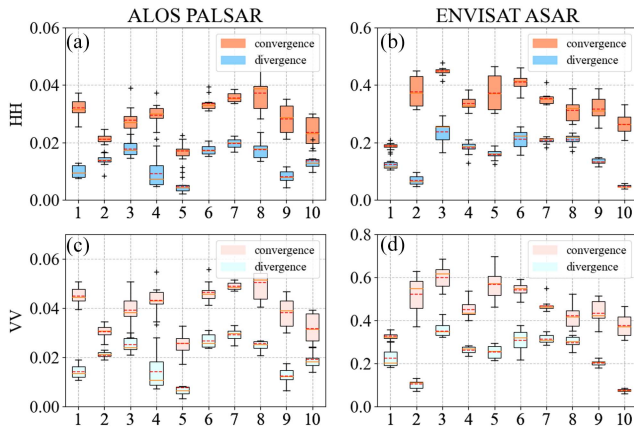 ALOS PALSAR
ENVISAT ASAR
(a)
convergence
divergence
HH
0.06
0.04
0.02
0.00
1 2 3 4 5 6 7 8 9 10
(b)
convergence
divergence
0.6
0.4
0.2
0.0
1 2 3 4 5 6 7 8 9 10
(c)
convergence
divergence
VV
0.06
0.04
0.02
0.00
1 2 3 4 5 6 7 8 9 10
(d)
convergence
divergence
0.8
0.6
0.4
0.2
0.0
1 2 3 4 5 6 7 8 9 10